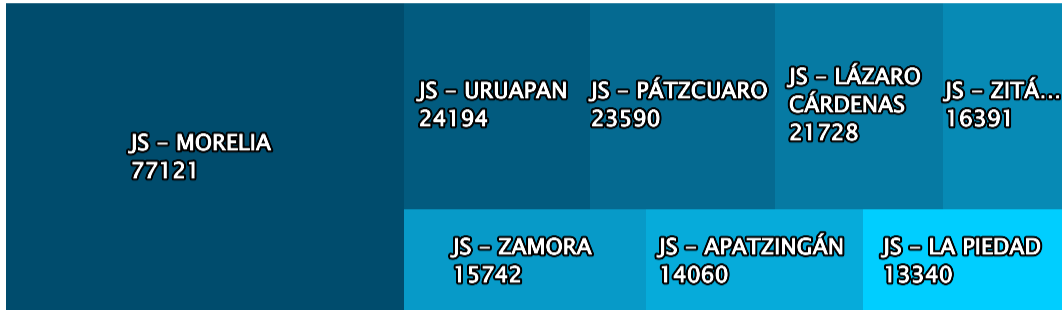 JS – MORELIA
77121
JS – URUAPAN
24194
JS – PÁTZCUARO
23590
JS – LÁZARO
CÁRDENAS
21728
JS – ZITÁ...
16391
JS – ZAMORA
15742
JS – APATZINGÁN
14060
JS – LA PIEDAD
13340